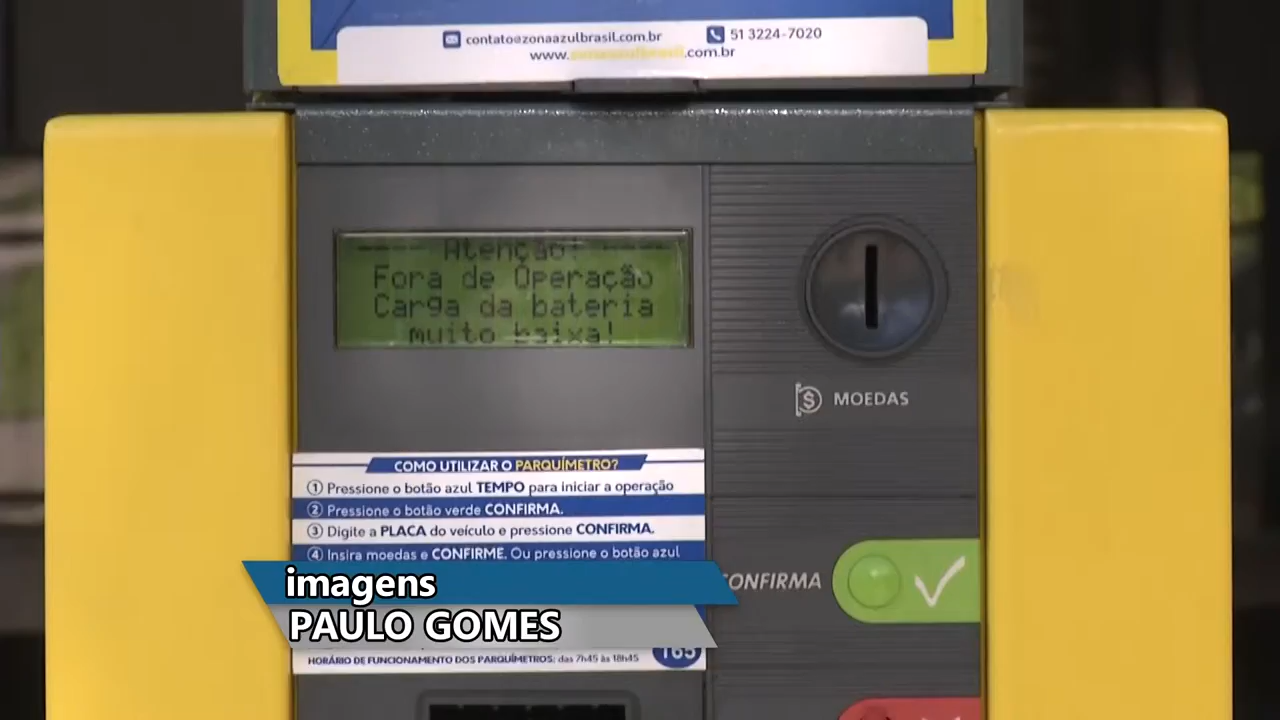 contato@zonaazulbrasil.com.br
51 3224-7020
www.zonaazulbrasil.com.br
---- Atenção! ----
Fora de Operação
Carga da bateria
muito baixa!
MOEDAS
COMO UTILIZAR O PARQUÍMETRO?
1 Pressione o botão azul TEMPO para iniciar a operação
2 Pressione o botão verde CONFIRMA.
3 Digite a PLACA do veículo e pressione CONFIRMA.
4 Insira moedas e CONFIRME. Ou pressione o botão azul
CONFIRMA
imagens
PAULO GOMES
HORÁRIO DE FUNCIONAMENTO DOS PARQUÍMETROS: das 7h45 às 18h45
165